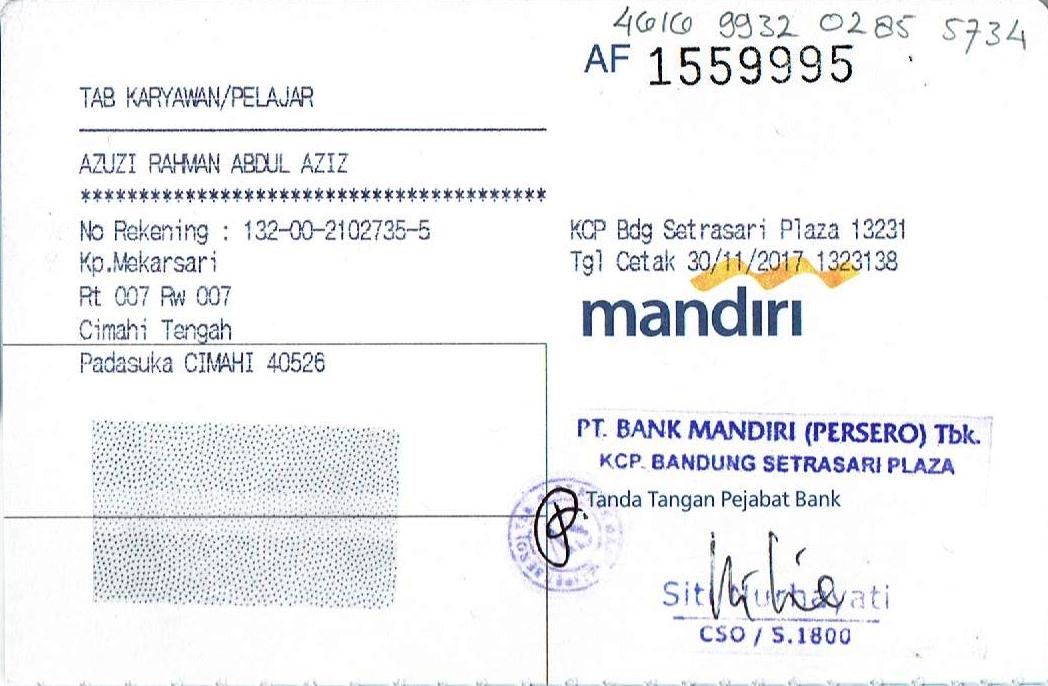 4616 9932 0285 5734
AF 1559995
TAB KARYAWAN/PELAJAR
AZUZI RAHMAN ABDUL AZIZ
****************************************
No Rekening : 132-00-2102735-5
Kp.Mekarsari
Rt 007 Rw 007
Cimahi Tengah
Padasuka CIMAHI 40526
KCP Bdg Setrasari Plaza 13231
Tgl Cetak 30/11/2017 1323138
mandiri
PT. BANK MANDIRI (PERSERO) Tbk.
KCP. BANDUNG SETRASARI PLAZA
Tanda Tangan Pejabat Bank
Siti Nurhayati
CSO / S.1800